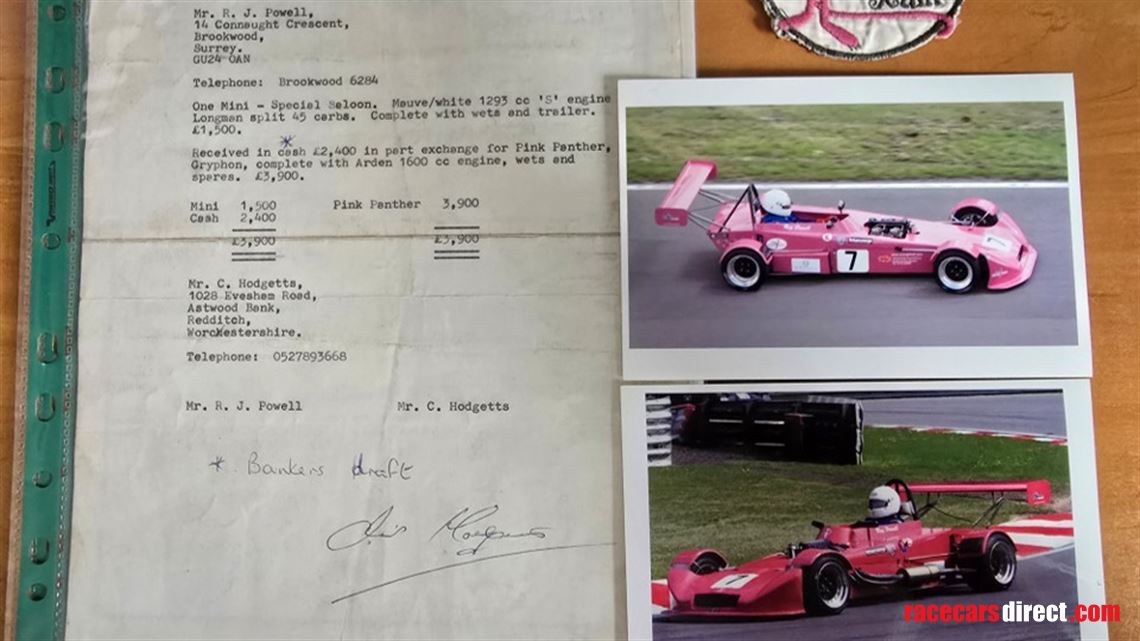 Mr. R. J. Powell,
14 Connaught Crescent,
Brookwood,
Surrey.
GU24 OAN
Telephone: Brookwood 6284
One Mini - Special Saloon. Mauve/white 1293 cc 'S' engine
Longman split 45 carbs. Complete with wets and trailer.
£1,500.
*
Received in cash £2,400 in part exchange for Pink Panther,
Gryphon, complete with Arden 1600 cc engine, wets and
spares. £3,900.
Mini 1,500 Pink Panther 3,900
Cash 2,400
£3,900 £3,900
Mr. C. Hodgetts,
1028 Evesham Road,
Astwood Bank,
Redditch,
Worchestershire.
Telephone: 0527893668
Mr. R. J. Powell Mr. C. Hodgetts
* Bankers draft
7
7
racecarsdirect.com